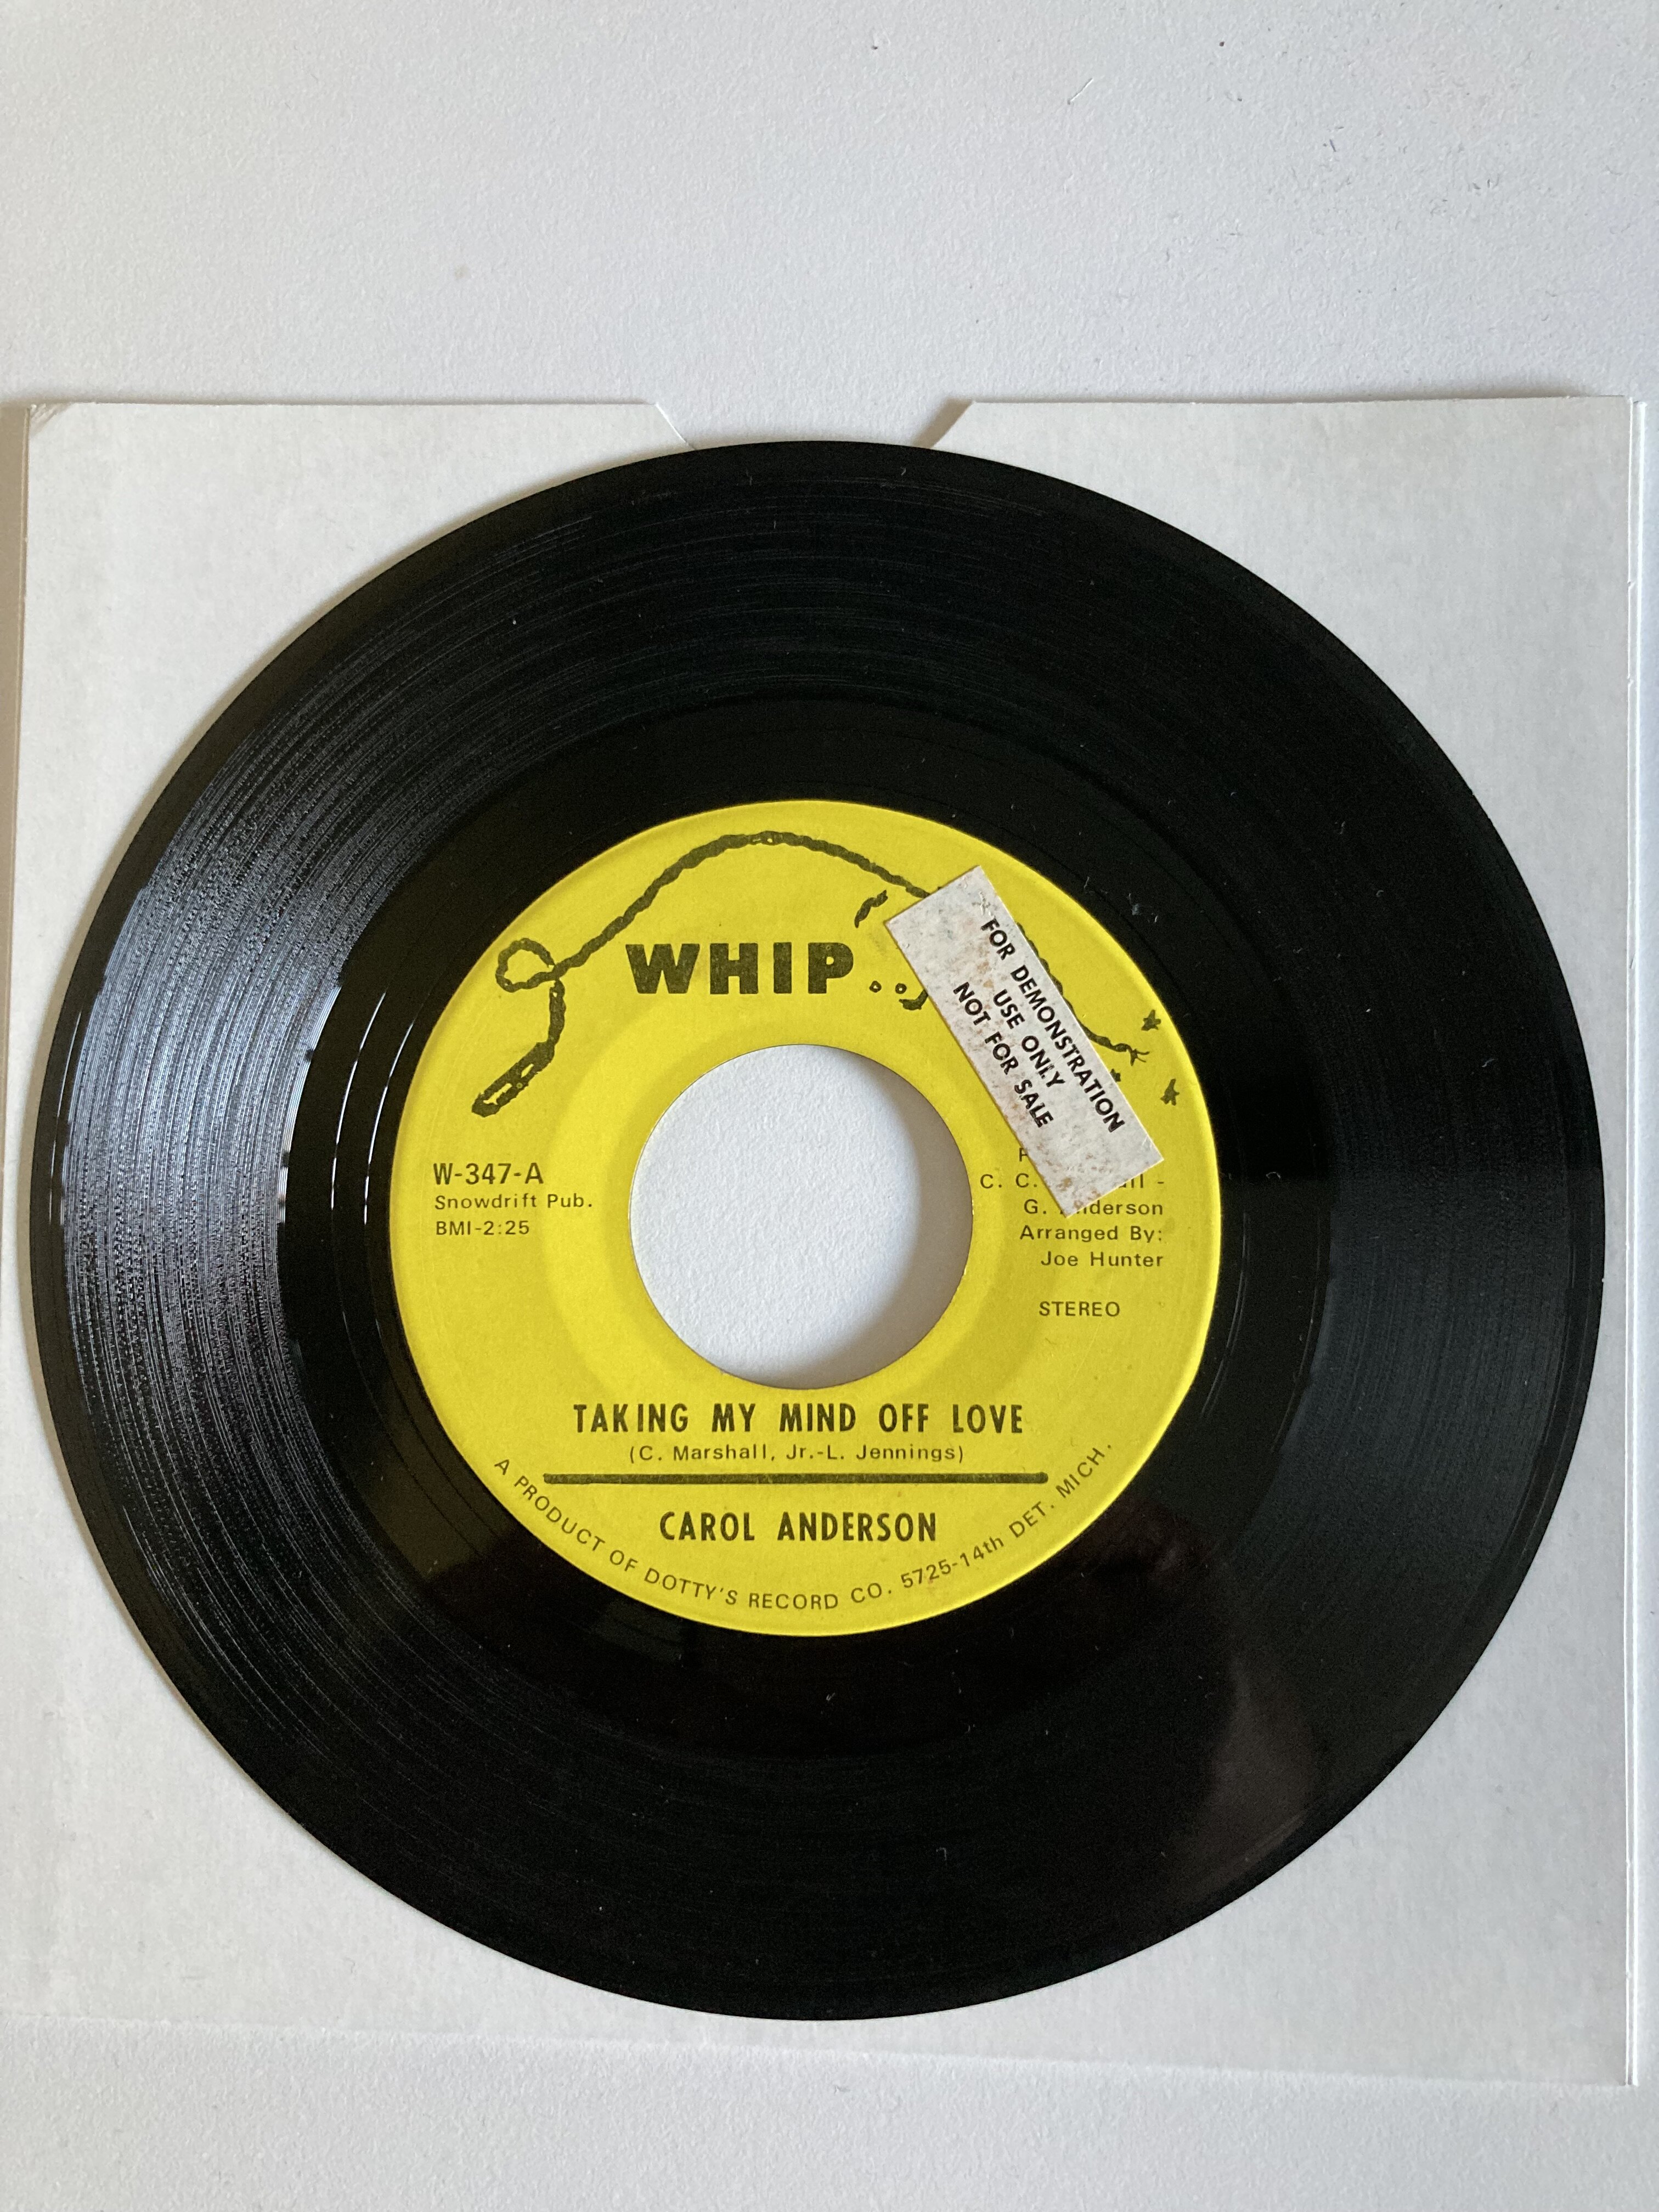 WHIP..
FOR DEMONSTRATION
USE ONLY
NOT FOR SALE
W-347-A
Snowdrift Pub.
BMI-2:25
C. C.
G.
Arranged By:
Joe Hunter
STEREO
TAKING MY MIND OFF LOVE
(C. Marshall, Jr.-L. Jennings)
CAROL ANDERSON
A PRODUCT OF DOTTY'S RECORD CO. 5725-14th DET. MICH.